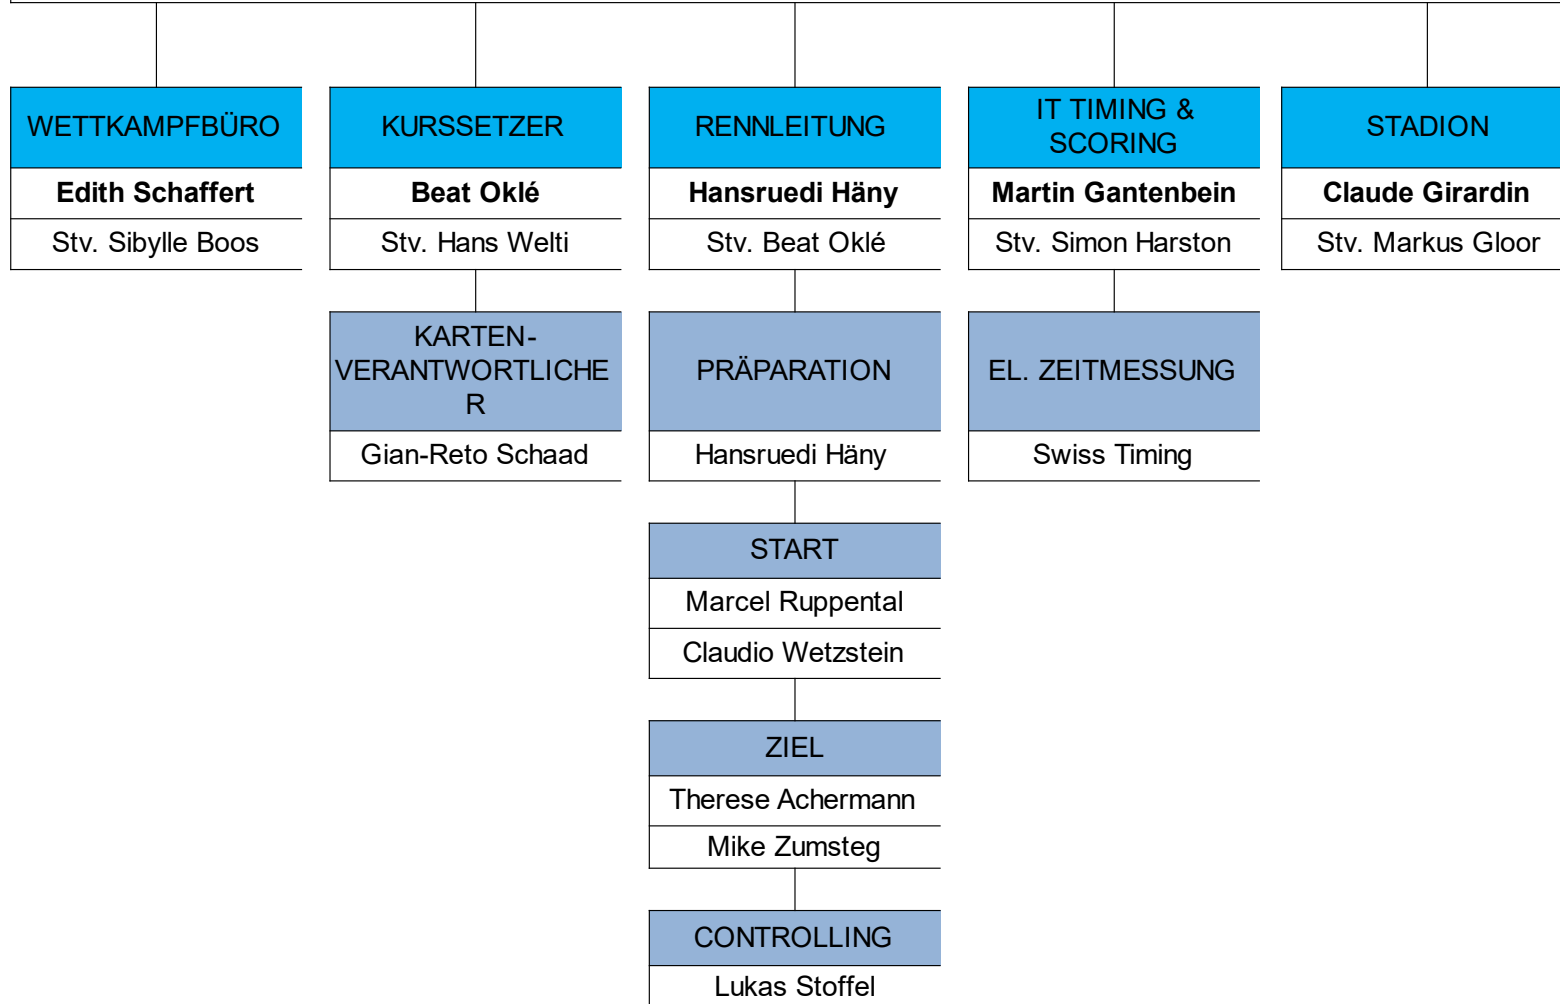 WETTKAMPFBÜRO
Edith Schaffert
Stv. Sibylle Boos
KURSSETZER
Beat Oklé
Stv. Hans Welti
KARTEN-
VERANTWORTLICHE
R
Gian-Reto Schaad
RENNLEITUNG
Hansruedi Häny
Stv. Beat Oklé
PRÄPARATION
Hansruedi Häny
START
Marcel Ruppental
Claudio Wetzstein
ZIEL
Therese Achermann
Mike Zumsteg
CONTROLLING
Lukas Stoffel
IT TIMING &
SCORING
Martin Gantenbein
Stv. Simon Harston
EL. ZEITMESSUNG
Swiss Timing
STADION
Claude Girardin
Stv. Markus Gloor